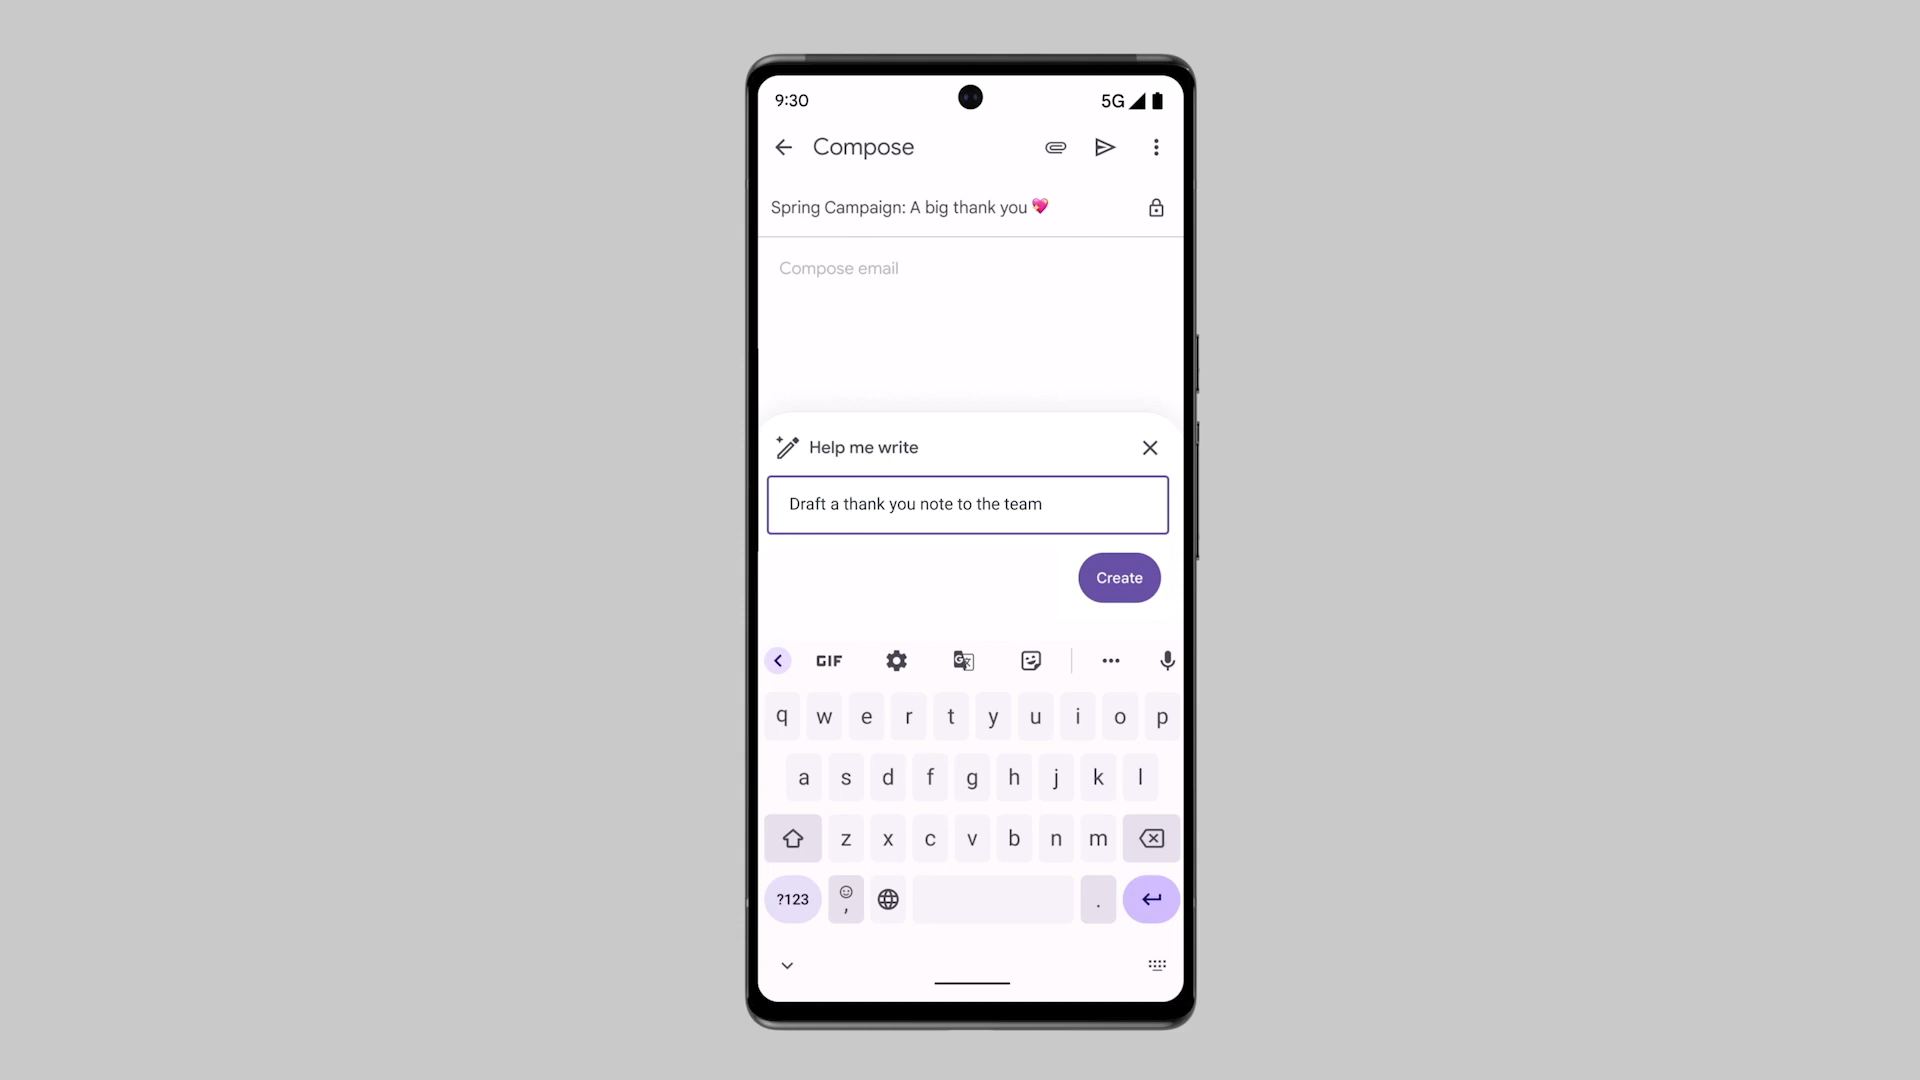 9:30 5G
Compose
Spring Campaign: A big thank you 💖
Compose email
Help me write
Draft a thank you note to the team
Create
GIF
q w e r t y u i o p
a s d f g h j k l
z x c v b n m
?123 , .